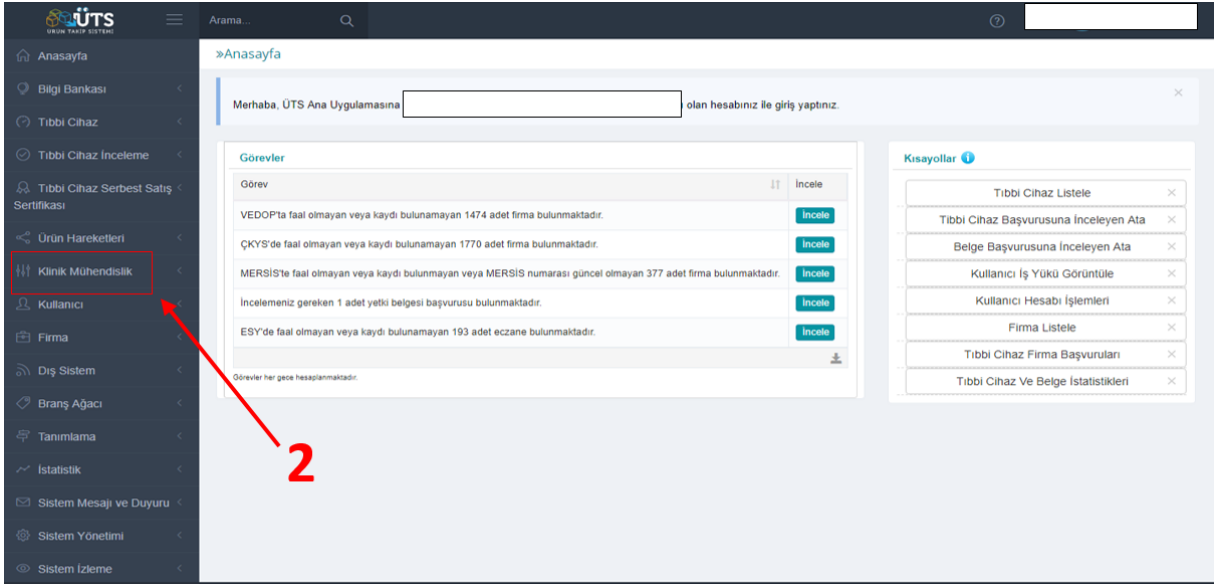 ÜTS
ÜRÜN TAKİP SİSTEMİ
Arama...
Anasayfa
Bilgi Bankası
Tıbbi Cihaz
Tıbbi Cihaz İnceleme
Tıbbi Cihaz Serbest Satış
Sertifikası
Ürün Hareketleri
Klinik Mühendislik
Kullanıcı
Firma
Dış Sistem
Branş Ağacı
Tanımlama
İstatistik
Sistem Mesajı ve Duyuru
Sistem Yönetimi
Sistem İzleme
»Anasayfa
Merhaba, ÜTS Ana Uygulamasına olan hesabınız ile giriş yaptınız.
Görevler
Görev İncele
VEDOP'ta faal olmayan veya kaydı bulunamayan 1474 adet firma bulunmaktadır. İncele
ÇKYS'de faal olmayan veya kaydı bulunamayan 1770 adet firma bulunmaktadır. İncele
MERSİS'te faal olmayan veya kaydı bulunmayan veya MERSİS numarası güncel olmayan 377 adet firma bulunmaktadır. İncele
İncelemeniz gereken 1 adet yetki belgesi başvurusu bulunmaktadır. İncele
ESY'de faal olmayan veya kaydı bulunamayan 193 adet eczane bulunmaktadır. İncele
Görevler her gece hesaplanmaktadır.
Kısayollar
Tıbbi Cihaz Listele
Tıbbi Cihaz Başvurusuna İnceleyen Ata
Belge Başvurusuna İnceleyen Ata
Kullanıcı İş Yükü Görüntüle
Kullanıcı Hesabı İşlemleri
Firma Listele
Tıbbi Cihaz Firma Başvuruları
Tıbbi Cihaz Ve Belge İstatistikleri
2